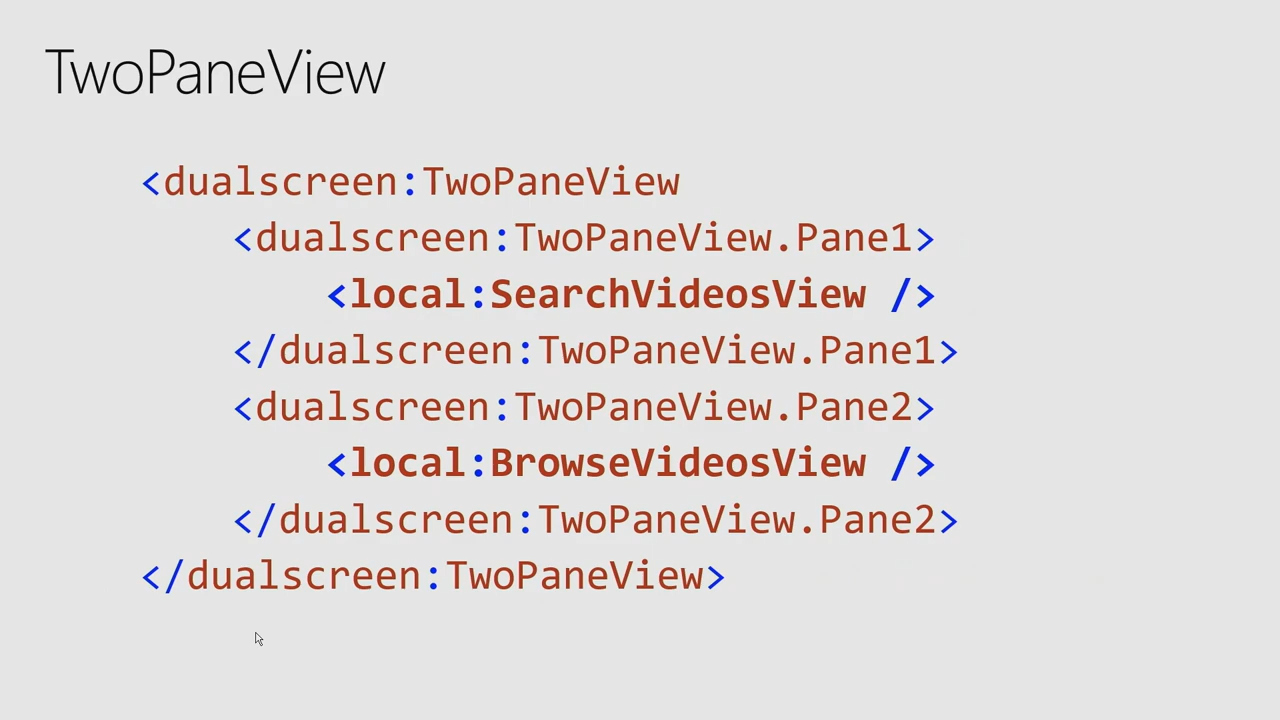 TwoPaneView
<dualscreen:TwoPaneView
<dualscreen:TwoPaneView.Pane1>
<local:SearchVideosView />
</dualscreen:TwoPaneView.Pane1>
<dualscreen:TwoPaneView.Pane2>
<local:BrowseVideosView />
</dualscreen:TwoPaneView.Pane2>
</dualscreen:TwoPaneView>